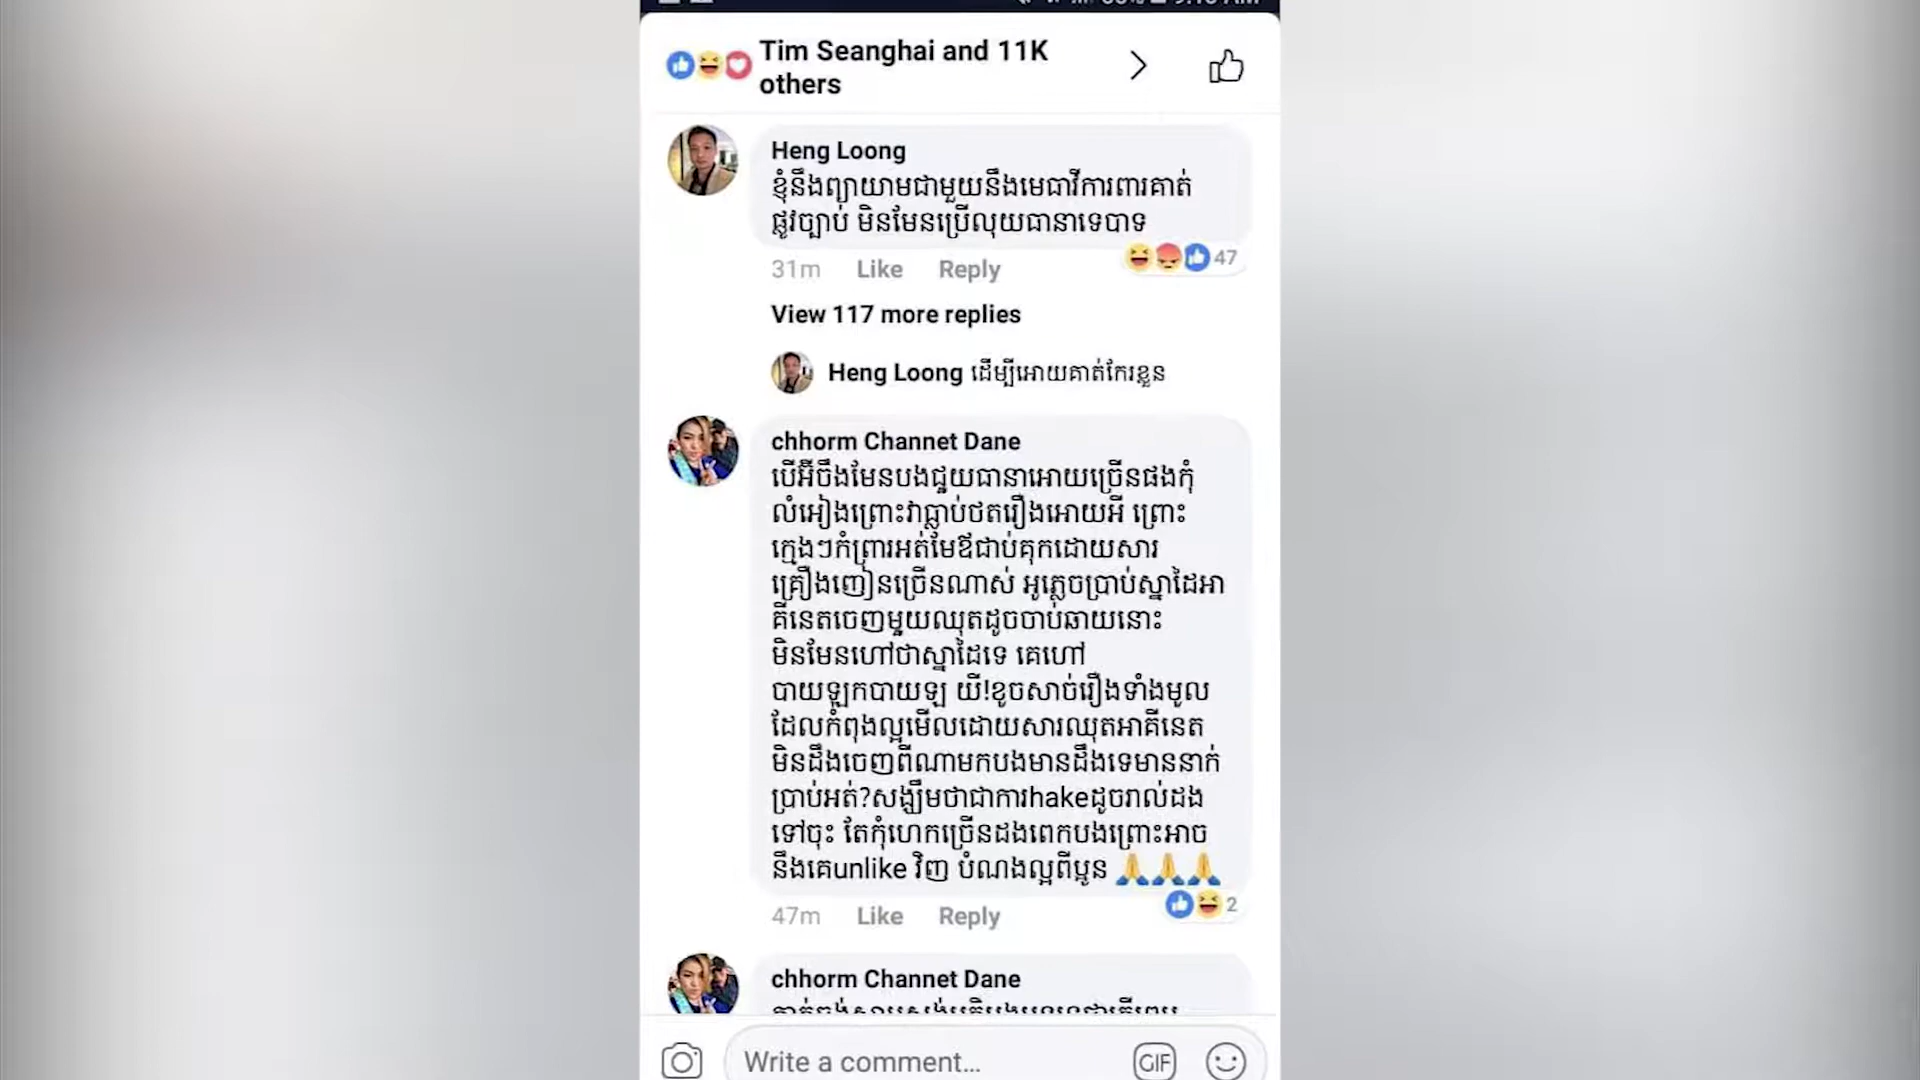 Tim Seanghai and 11K
others
Heng Loong
ខ្ញុំនឹងព្យាយាមជាមួយនឹងមេធាវីការពារគាត់
ផ្លូវច្បាប់ មិនមែនប្រើលុយធានាទេបាទ
31m Like Reply 47
View 117 more replies
Heng Loong ដើម្បីអោយគាត់កែរខ្លួន
chhorm Channet Dane
បើអ៊ីចឹងមែនបងជួយធានាអោយច្រើនផងកុំ
លំអៀងព្រោះវាធ្លាប់ថតរឿងអោយអី ព្រោះ
ក្មេងៗកំព្រារអត់មែឪជាប់គុកដោយសារ
គ្រឿងញៀនច្រើនណាស់ អូភ្លេចប្រាប់ស្នាដៃអា
គីនេតចេញមួយឈុតដូចចាប់ឆាយនោះ
មិនមែនហៅថាស្នាដៃទេ គេហៅ
បាយឡុកបាយឡ យី!ខូចសាច់រឿងទាំងមូល
ដែលកំពុងល្អមើលដោយសារឈុតអាគីនេត
មិនដឹងចេញពីណាមកបងមានដឹងទេមាននាក់
ប្រាប់អត់?សង្ឃឹមថាជាការhakeដូចរាល់ដង
ទៅចុះ តែកុំហេកច្រើនដងពេកបងព្រោះអាច
នឹងគេunlike វិញ បំណងល្អពីប្អូន 🙏🙏🙏
47m Like Reply 2
chhorm Channet Dane
Write a comment...
GIF